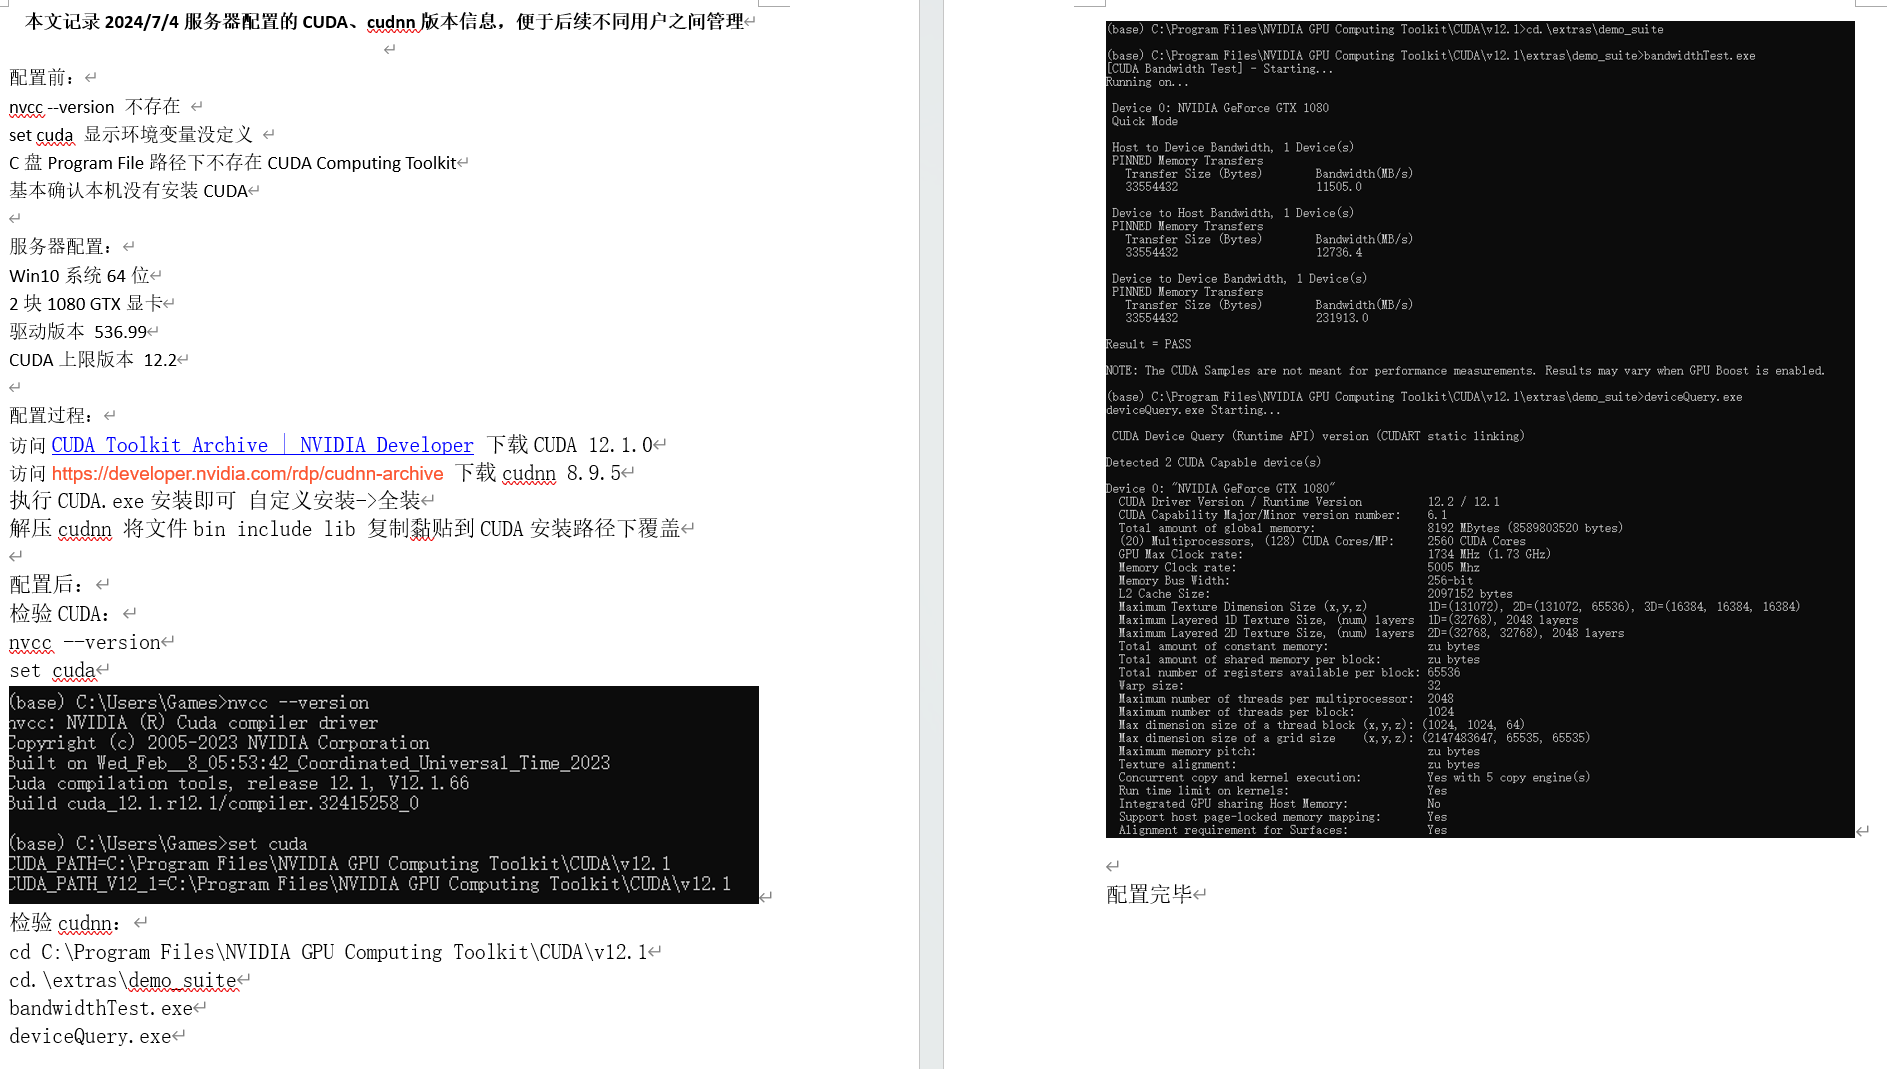 本文记录 2024/7/4 服务器配置的 CUDA、cudnn 版本信息，便于后续不同用户之间管理
配置前：
nvcc --version 不存在
set cuda 显示环境变量没定义
C 盘 Program File 路径下不存在 CUDA Computing Toolkit
基本确认本机没有安装 CUDA
服务器配置：
Win10 系统 64 位
2 块 1080 GTX 显卡
驱动版本 536.99
CUDA 上限版本 12.2
配置过程：
访问 CUDA Toolkit Archive | NVIDIA Developer 下载 CUDA 12.1.0
访问 https://developer.nvidia.com/rdp/cudnn-archive 下载 cudnn 8.9.5
执行 CUDA.exe 安装即可 自定义安装->全装
解压 cudnn 将文件 bin include lib 复制黏贴到 CUDA 安装路径下覆盖
配置后：
检验 CUDA：
nvcc --version
set cuda
(base) C:\Users\Games>nvcc --version
nvcc: NVIDIA (R) Cuda compiler driver
Copyright (c) 2005-2023 NVIDIA Corporation
Built on Wed_Feb__8_05:53:42_Coordinated_Universal_Time_2023
Cuda compilation tools, release 12.1, V12.1.66
Build cuda_12.1.r12.1/compiler.32415258_0
(base) C:\Users\Games>set cuda
CUDA_PATH=C:\Program Files\NVIDIA GPU Computing Toolkit\CUDA\v12.1
CUDA_PATH_V12_1=C:\Program Files\NVIDIA GPU Computing Toolkit\CUDA\v12.1
检验 cudnn：
cd C:\Program Files\NVIDIA GPU Computing Toolkit\CUDA\v12.1
cd.\extras\demo_suite
bandwidthTest.exe
deviceQuery.exe
(base) C:\Program Files\NVIDIA GPU Computing Toolkit\CUDA\v12.1>cd.\extras\demo_suite
(base) C:\Program Files\NVIDIA GPU Computing Toolkit\CUDA\v12.1\extras\demo_suite>bandwidthTest.exe
[CUDA Bandwidth Test] - Starting...
Running on...
Device 0: NVIDIA GeForce GTX 1080
Quick Mode
Host to Device Bandwidth, 1 Device(s)
PINNED Memory Transfers
Transfer Size (Bytes) Bandwidth(MB/s)
33554432 11505.0
Device to Host Bandwidth, 1 Device(s)
PINNED Memory Transfers
Transfer Size (Bytes) Bandwidth(MB/s)
33554432 12736.4
Device to Device Bandwidth, 1 Device(s)
PINNED Memory Transfers
Transfer Size (Bytes) Bandwidth(MB/s)
33554432 231913.0
Result = PASS
NOTE: The CUDA Samples are not meant for performance measurements. Results may vary when GPU Boost is enabled.
(base) C:\Program Files\NVIDIA GPU Computing Toolkit\CUDA\v12.1\extras\demo_suite>deviceQuery.exe
deviceQuery.exe Starting...
CUDA Device Query (Runtime API) version (CUDART static linking)
Detected 2 CUDA Capable device(s)
Device 0: "NVIDIA GeForce GTX 1080"
CUDA Driver Version / Runtime Version 12.2 / 12.1
CUDA Capability Major/Minor version number: 6.1
Total amount of global memory: 8192 MBytes (8589803520 bytes)
(20) Multiprocessors, (128) CUDA Cores/MP: 2560 CUDA Cores
GPU Max Clock rate: 1734 MHz (1.73 GHz)
Memory Clock rate: 5005 Mhz
Memory Bus Width: 256-bit
L2 Cache Size: 2097152 bytes
Maximum Texture Dimension Size (x,y,z) 1D=(131072), 2D=(131072, 65536), 3D=(16384, 16384, 16384)
Maximum Layered 1D Texture Size, (num) layers 1D=(32768), 2048 layers
Maximum Layered 2D Texture Size, (num) layers 2D=(32768, 32768), 2048 layers
Total amount of constant memory: zu bytes
Total amount of shared memory per block: zu bytes
Total number of registers available per block: 65536
Warp size: 32
Maximum number of threads per multiprocessor: 2048
Maximum number of threads per block: 1024
Max dimension size of a thread block (x,y,z): (1024, 1024, 64)
Max dimension size of a grid size (x,y,z): (2147483647, 65535, 65535)
Maximum memory pitch: zu bytes
Texture alignment: zu bytes
Concurrent copy and kernel execution: Yes with 5 copy engine(s)
Run time limit on kernels: Yes
Integrated GPU sharing Host Memory: No
Support host page-locked memory mapping: Yes
Alignment requirement for Surfaces: Yes
配置完毕